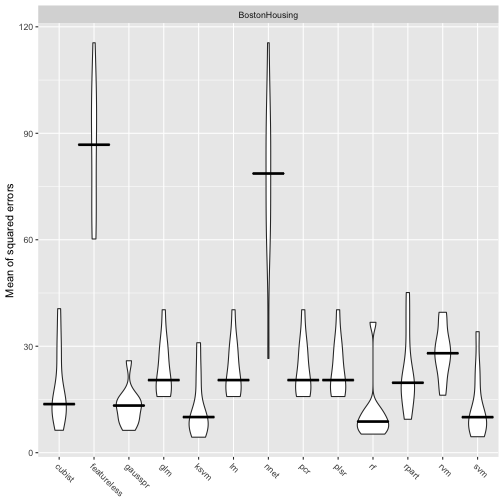 BostonHousing
120
90
60
30
0
Mean of squared errors
cubist
featureless
gausspr
glm
ksvm
lm
nnet
pcr
plsr
rf
rpart
rvm
svm